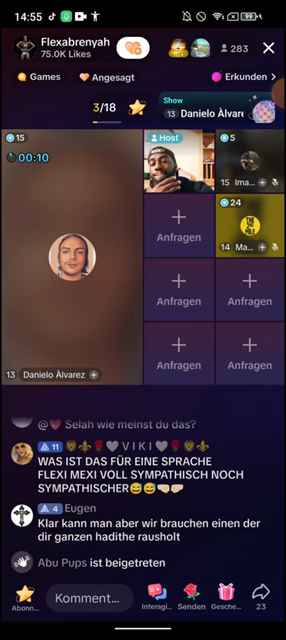 14:55
99
Flexabrenyah
75.0K Likes
283
Games
Angesagt
Erkunden >
3/18
Show
13 Danielo Àlvare
15
00:10
Host
5
15 Ima...
Anfragen
24
14 Ma...
Anfragen
Anfragen
Anfragen
Anfragen
Anfragen
13 Danielo Àlvarez
@💗 Selah wie meinst du das?
11 V I K I
WAS IST DAS FÜR EINE SPRACHE
FLEXI MEXI VOLL SYMPATHISCH NOCH
SYMPATHISCHER😅😅
4 Eugen
Klar kann man aber wir brauchen einen der
dir ganzen hadithe rausholt
Abu Pups ist beigetreten
Komment...
Abonn...
Interagi...
Senden
Gesche...
23